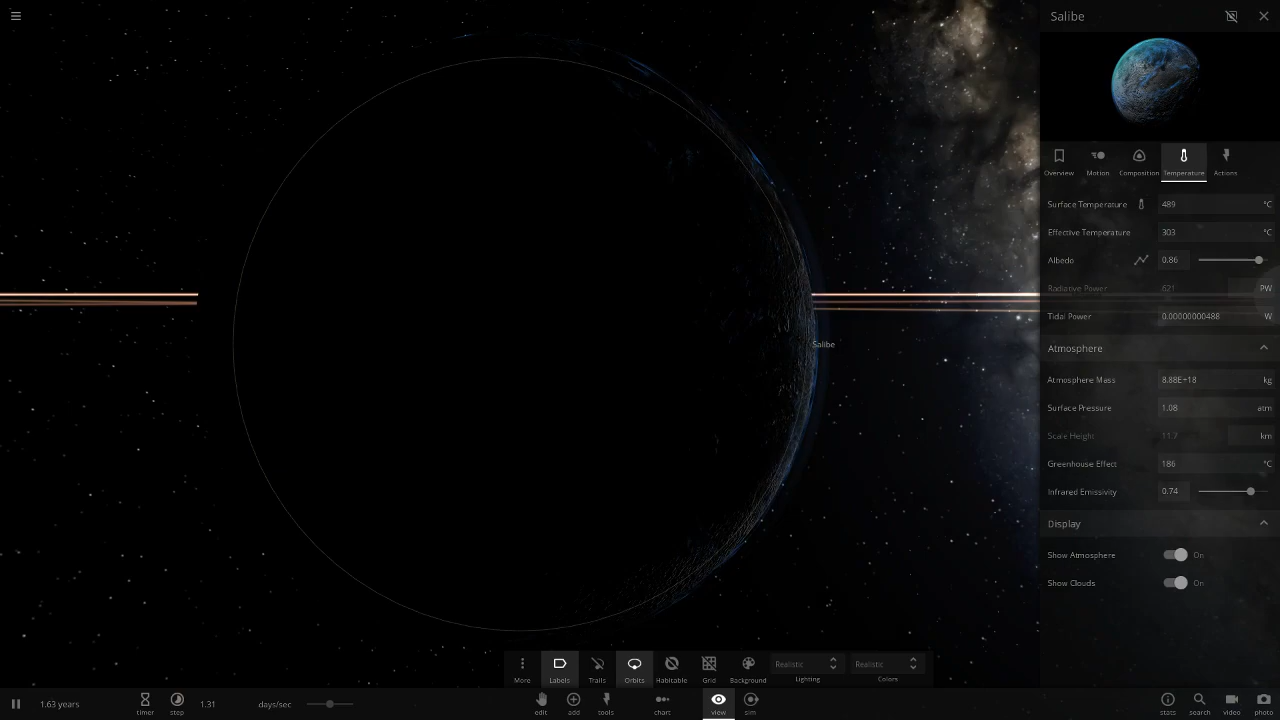 Salibe
Overview Motion Composition Temperature Actions
Surface Temperature 489 °C
Effective Temperature 303 °C
Albedo 0.86
Radiative Power 621 PW
Tidal Power 0.00000000488 W
Salibe
Atmosphere
Atmosphere Mass 8.88E+18 kg
Surface Pressure 1.08 atm
Scale Height 11.7 km
Greenhouse Effect 186 °C
Infrared Emissivity 0.74
Display
Show Atmosphere On
Show Clouds On
More Labels Trails Orbits Habitable Grid Background Realistic Lighting Realistic Colors
1.63 years timer step 1.31 days/sec edit add tools chart view sim stats search video photo